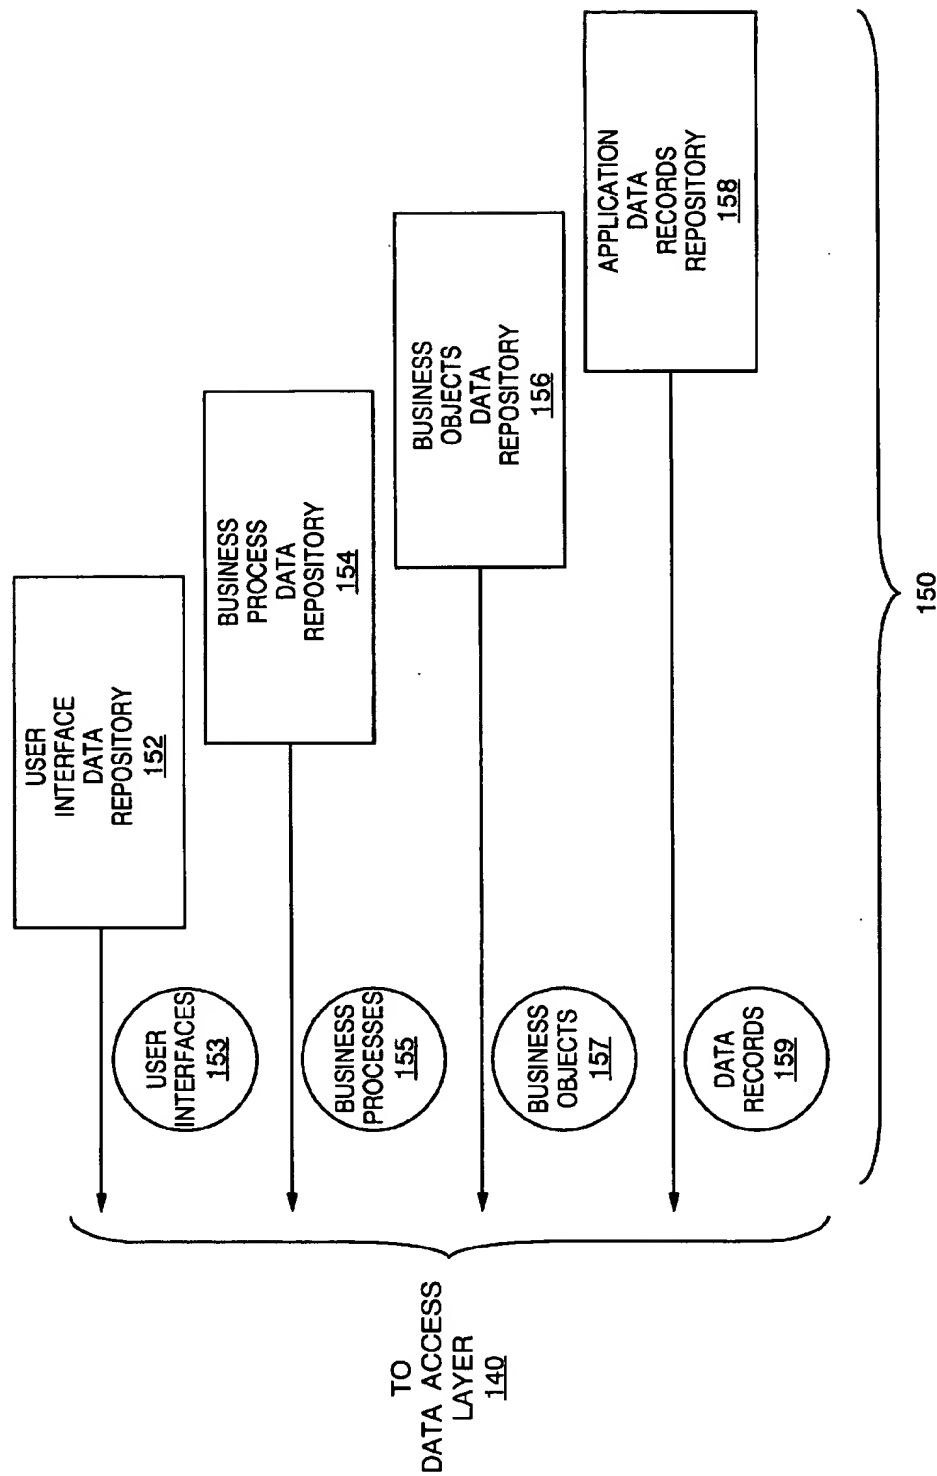 USER
INTERFACE
DATA
REPOSITORY
152
BUSINESS
PROCESS
DATA
REPOSITORY
154
BUSINESS
OBJECTS
DATA
REPOSITORY
156
APPLICATION
DATA
RECORDS
REPOSITORY
158
USER
INTERFACES
153
BUSINESS
PROCESSES
155
BUSINESS
OBJECTS
157
DATA
RECORDS
159
TO
DATA ACCESS
LAYER
140
150